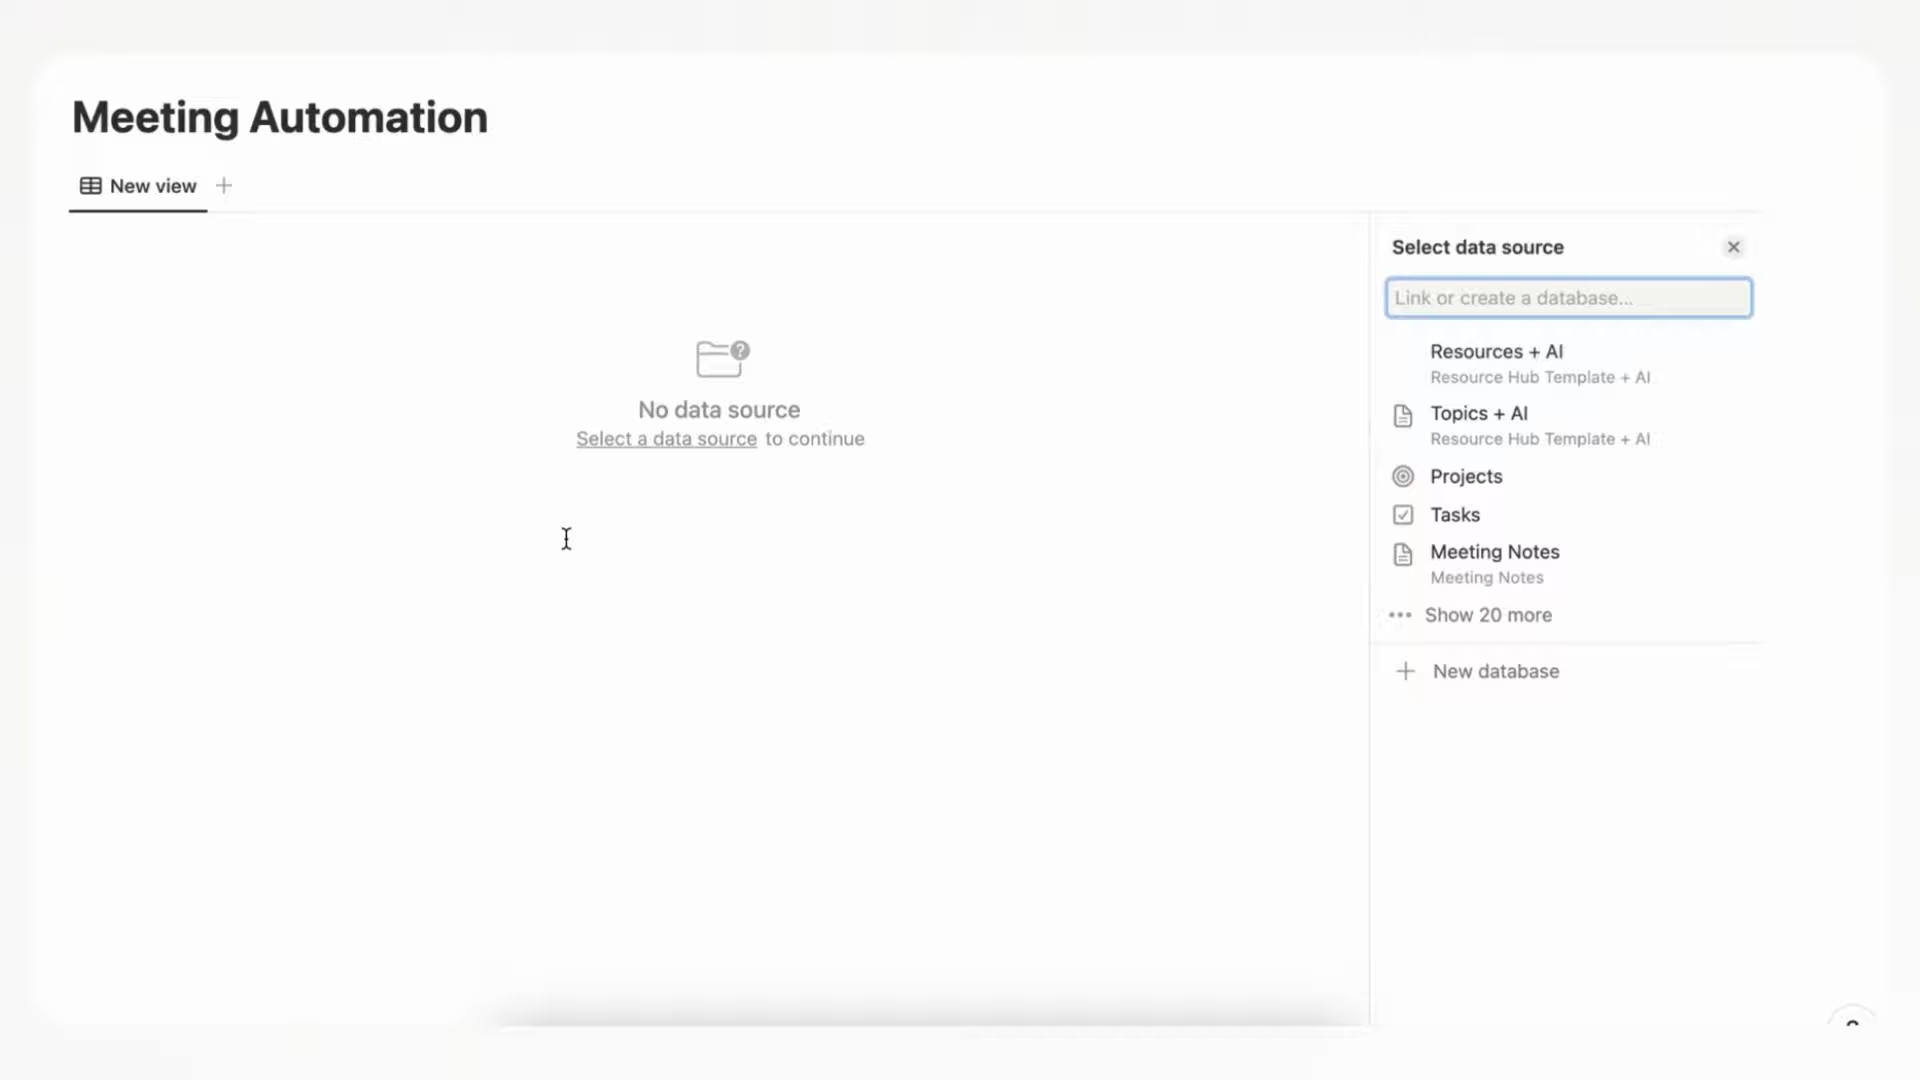 Meeting Automation
New view
Select data source
Link or create a database...
No data source
Select a data source to continue
Resources + AI
Resource Hub Template + AI
Topics + AI
Resource Hub Template + AI
Projects
Tasks
Meeting Notes
Meeting Notes
Show 20 more
New database